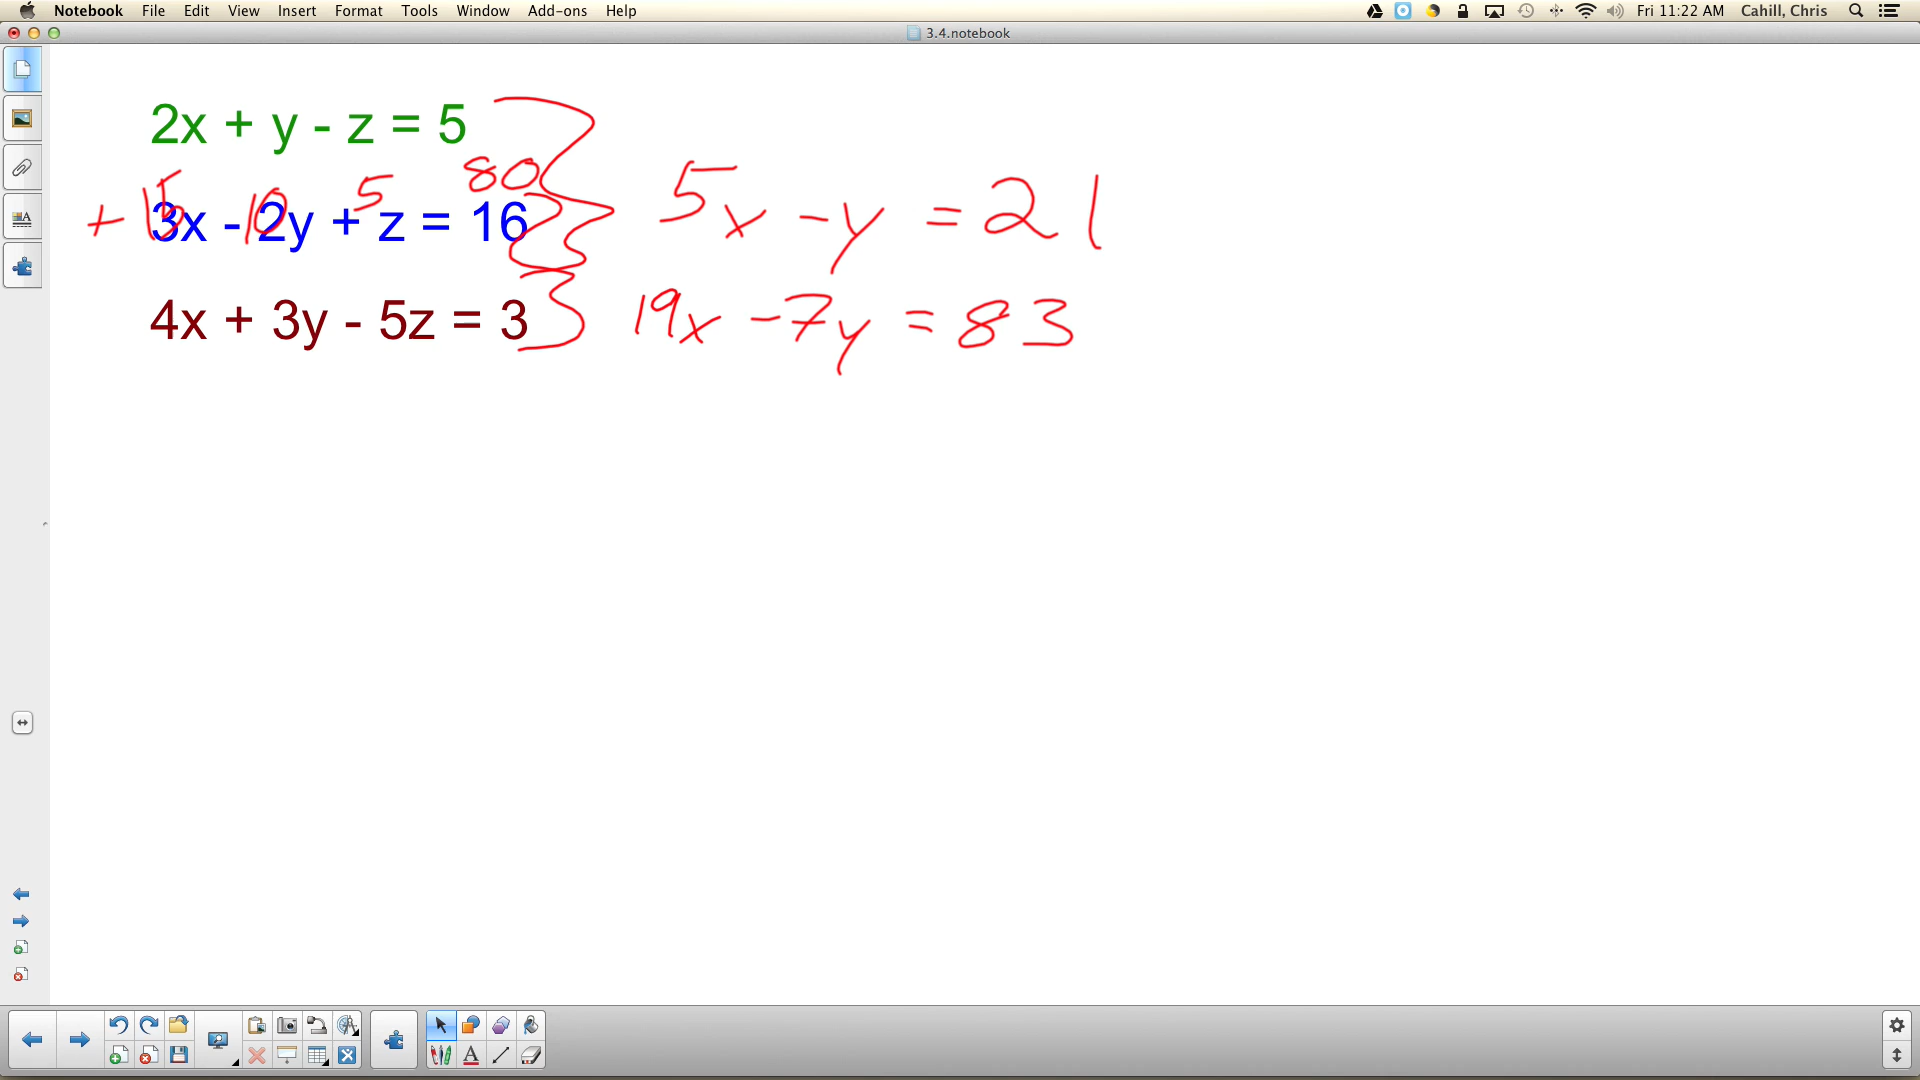 Notebook File Edit View Insert Format Tools Window Add-ons Help Fri 11:22 AM Cahill, Chris
3.4.notebook
2x + y - z = 5
15 10 5 80
+ 3x - 2y + z = 16 5x - y = 21
4x + 3y - 5z = 3 19x - 7y = 83